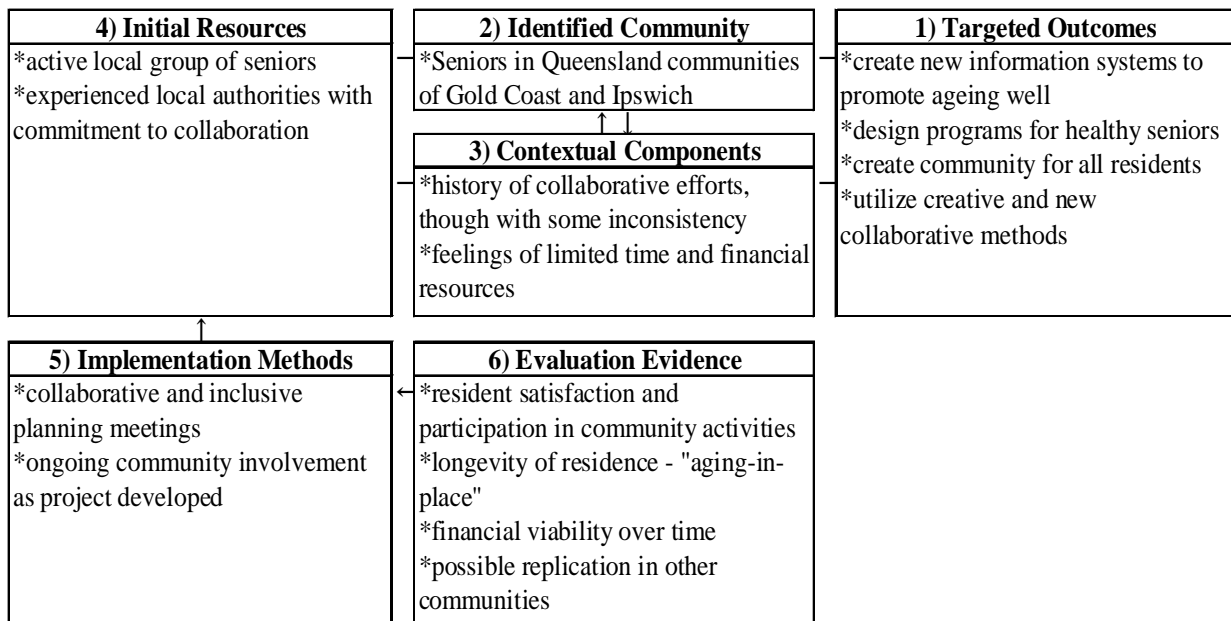 4) Initial Resources
*active local group of seniors
*experienced local authorities with
commitment to collaboration
2) Identified Community
*Seniors in Queensland communities
of Gold Coast and Ipswich
3) Contextual Components
*history of collaborative efforts,
though with some inconsistency
*feelings of limited time and financial
resources
1) Targeted Outcomes
*create new information systems to
promote ageing well
*design programs for healthy seniors
*create community for all residents
*utilize creative and new
collaborative methods
5) Implementation Methods
*collaborative and inclusive
planning meetings
*ongoing community involvement
as project developed
6) Evaluation Evidence
*resident satisfaction and
participation in community activities
*longevity of residence - "aging-in-
place"
*financial viability over time
*possible replication in other
communities